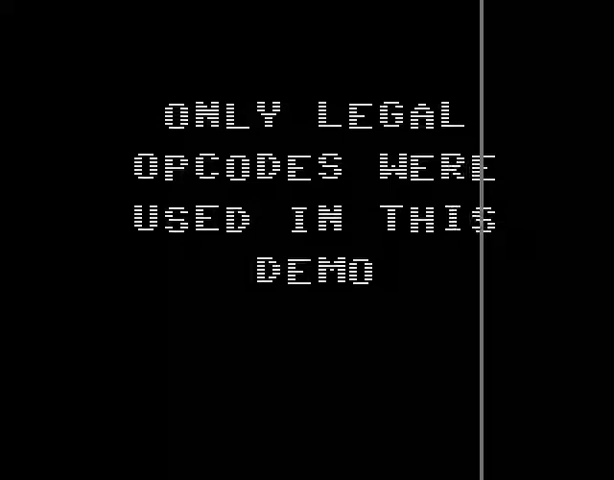 ONLY LEGAL
OPCODES WERE
USED IN THIS
DEMO